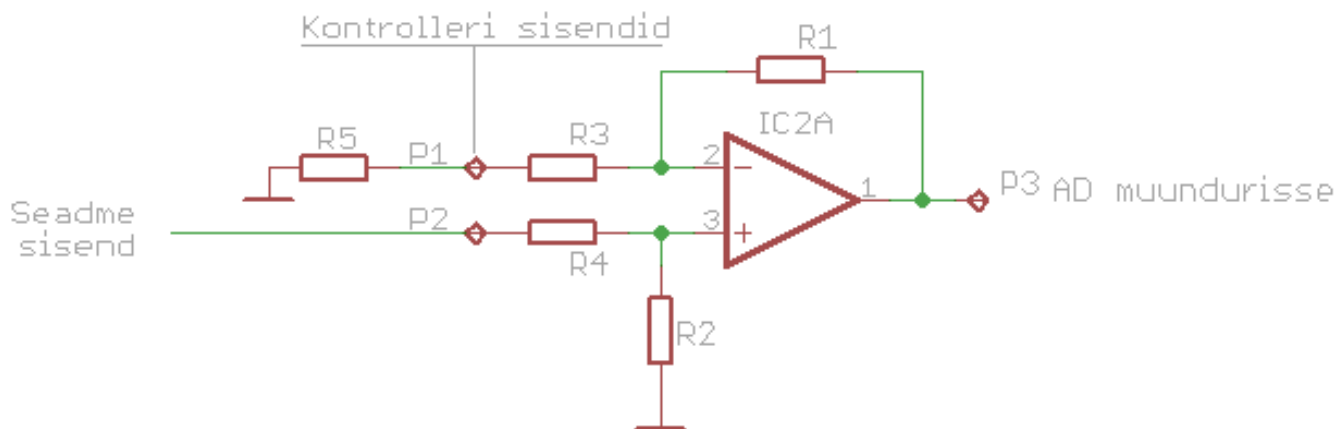 Kontrolleri sisendid
R1
IC2A
R5
P1
R3
2
-
1
P3 AD muundurisse
Seadme
sisend
P2
R4
3
+
R2